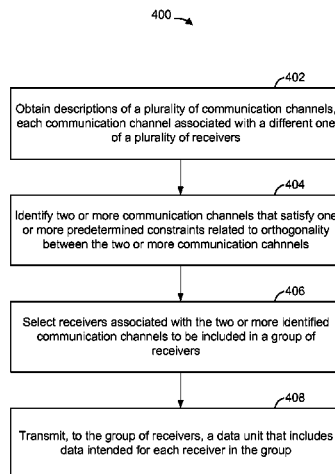 400
402
Obtain descriptions of a plurality of communication channels,
each communication channel associated with a different one
of a plurality of receivers
404
Identify two or more communication channels that satisfy one
or more predetermined constraints related to orthogonality
between the two or more communication cahnnels
406
Select receivers associated with the two or more identified
communication channels to be included in a group of
receivers
408
Transmit, to the group of receivers, a data unit that includes
data intended for each receiver in the group